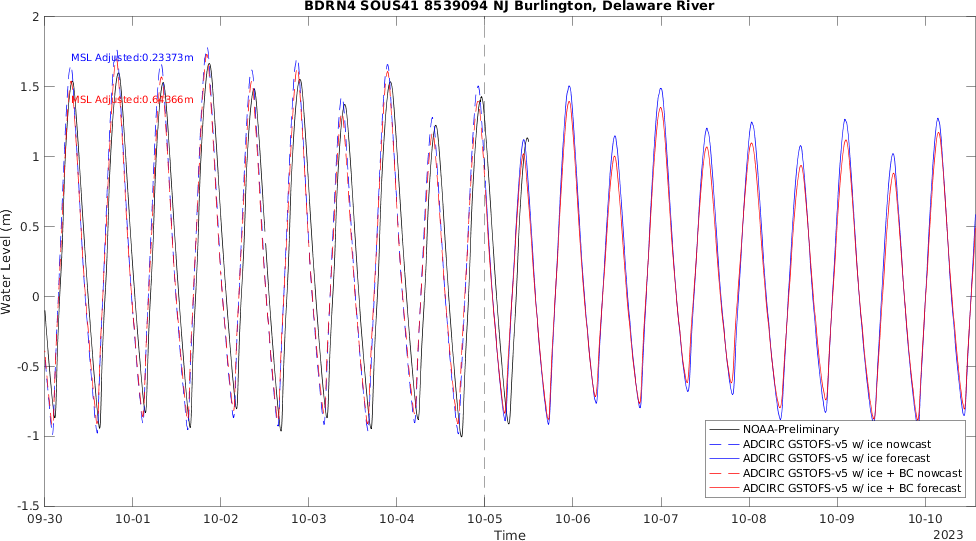 BDRN4 SOUS41 8539094 NJ Burlington, Delaware River
2
MSL Adjusted:0.23373m
1.5
MSL Adjusted:0.64366m
1
0.5
Water Level (m)
0
-0.5
-1
NOAA-Preliminary
ADCIRC GSTOFS-v5 w/ ice nowcast
ADCIRC GSTOFS-v5 w/ ice forecast
ADCIRC GSTOFS-v5 w/ ice + BC nowcast
ADCIRC GSTOFS-v5 w/ ice + BC forecast
-1.5
09-30 10-01 10-02 10-03 10-04 10-05 10-06 10-07 10-08 10-09 10-10
Time
2023